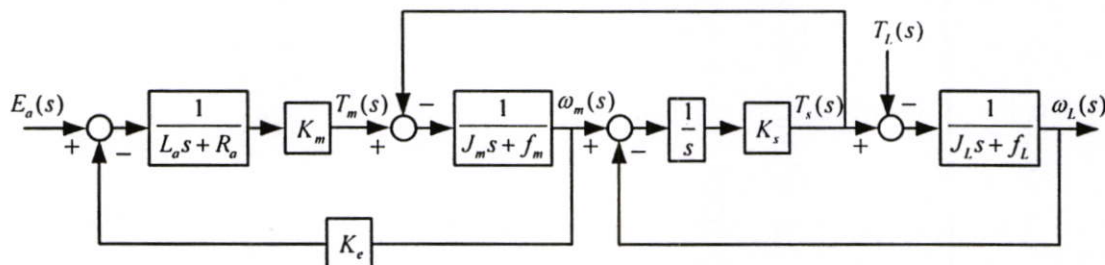 E_a(s)
+
−
1
L_a s + R_a
K_m
T_m(s)
−
+
1
J_m s + f_m
ω_m(s)
+
−
1
s
K_s
T_s(s)
T_L(s)
−
+
1
J_L s + f_L
ω_L(s)
K_e